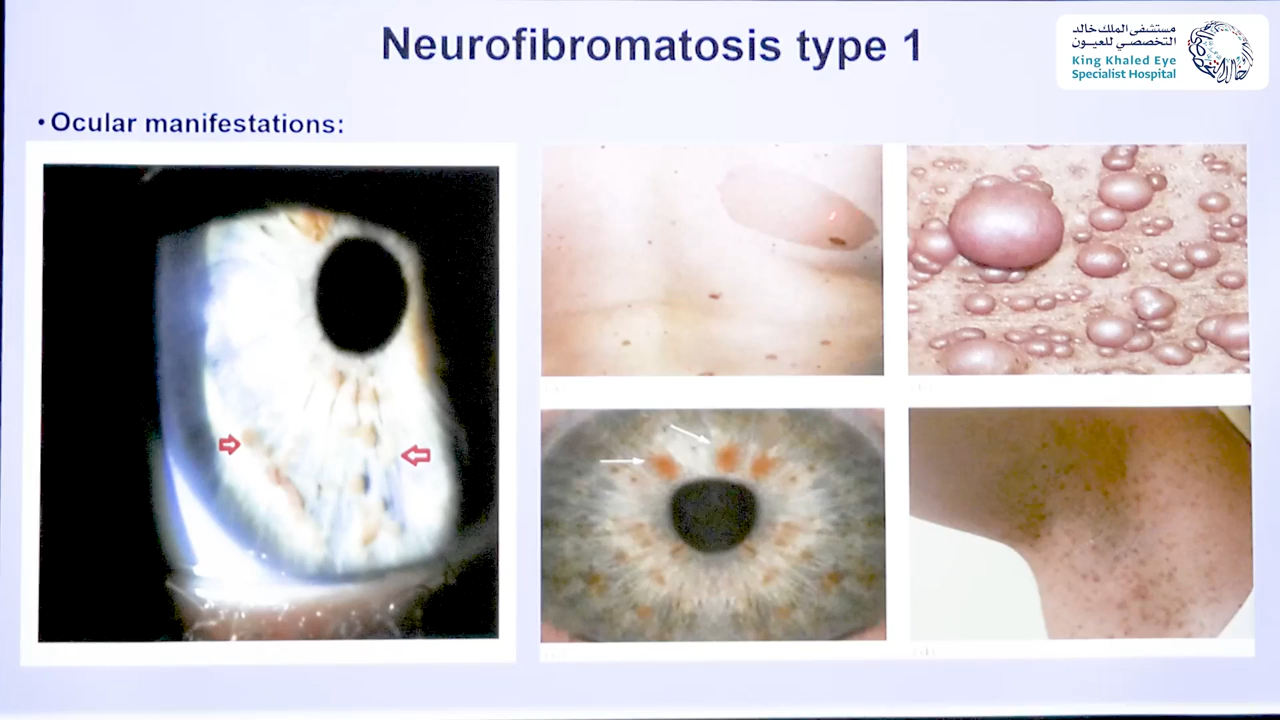 Neurofibromatosis type 1
مستشفى الملك خالد
التخصصي للعيون
King Khaled Eye
Specialist Hospital
• Ocular manifestations: